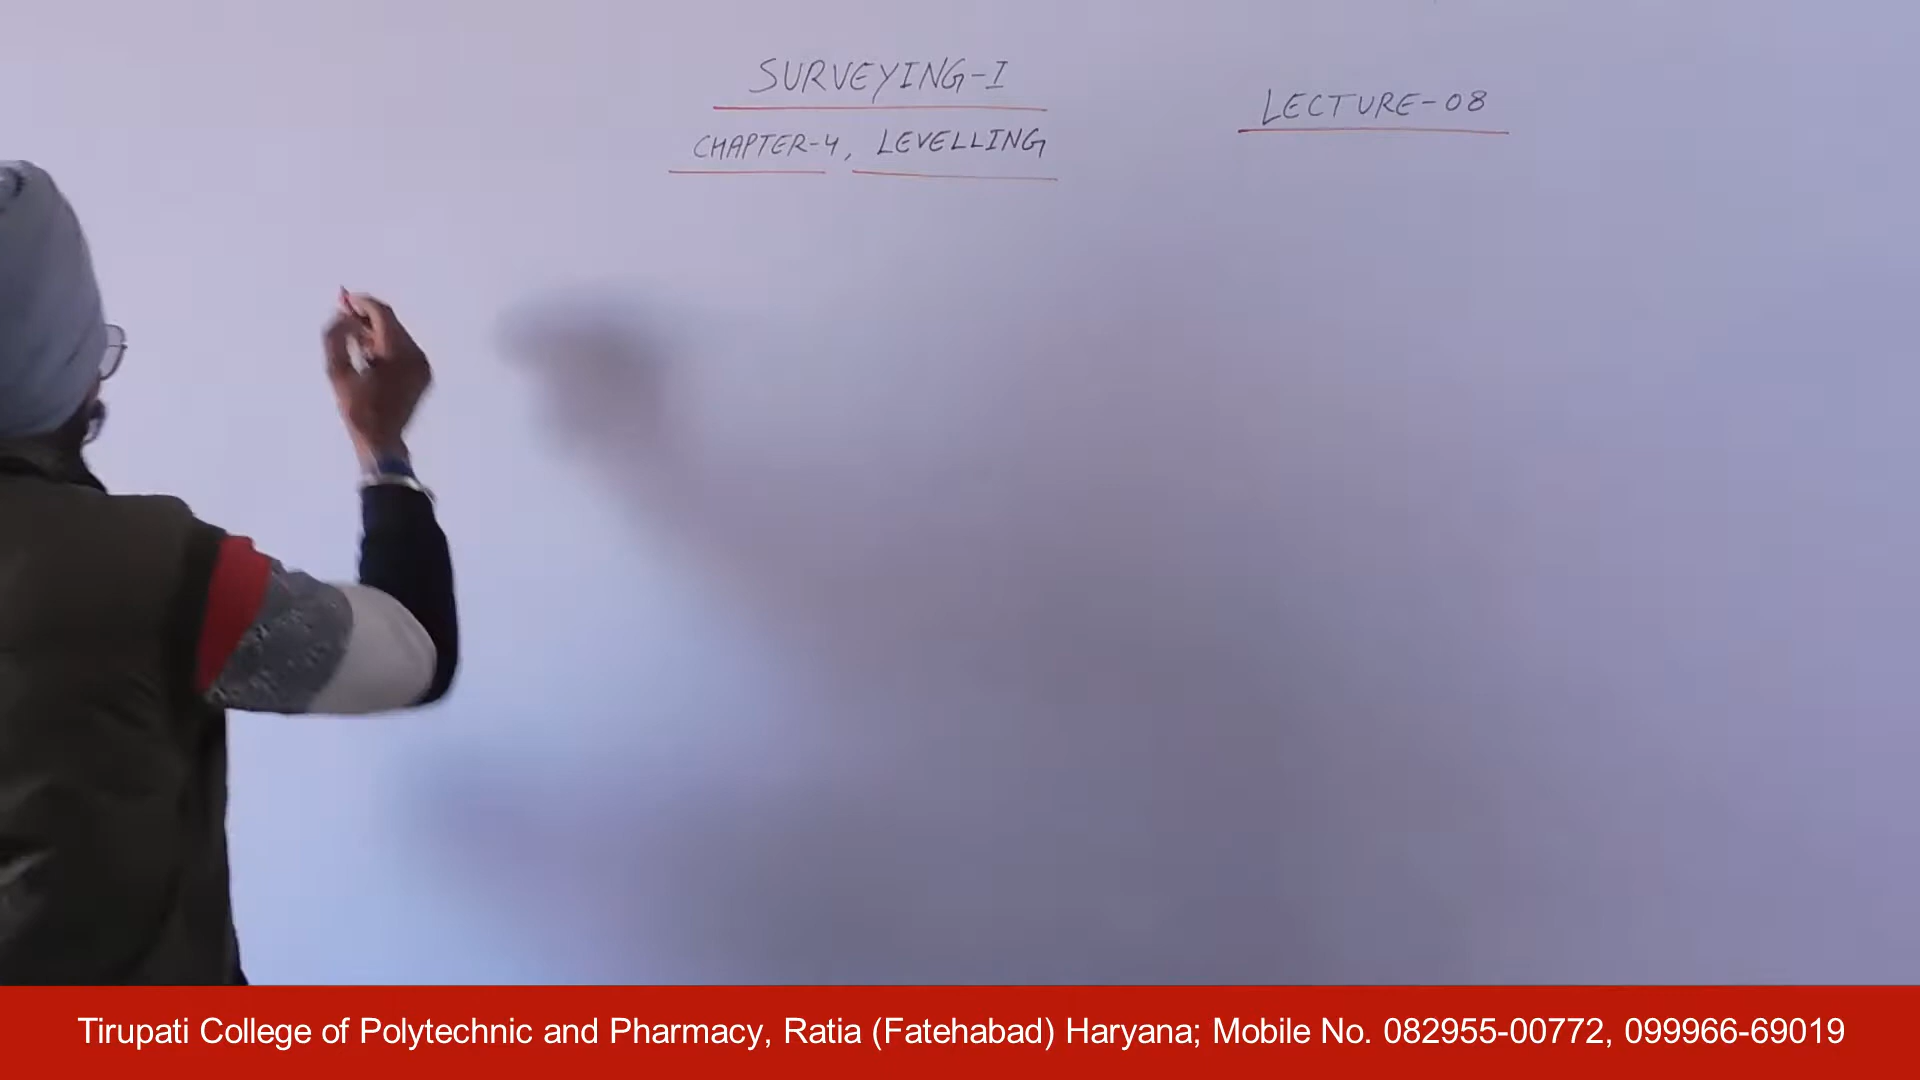 SURVEYING-I
LECTURE-08
CHAPTER-4, LEVELLING
Tirupati College of Polytechnic and Pharmacy, Ratia (Fatehabad) Haryana; Mobile No. 082955-00772, 099966-69019